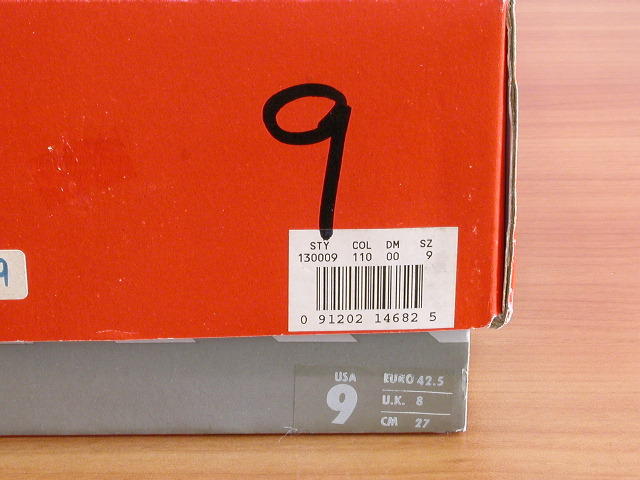 9
9
STY COL DM SZ
130009 110 00 9
0 91202 14682 5
USA EURO 42.5
9 U.K. 8
CM 27